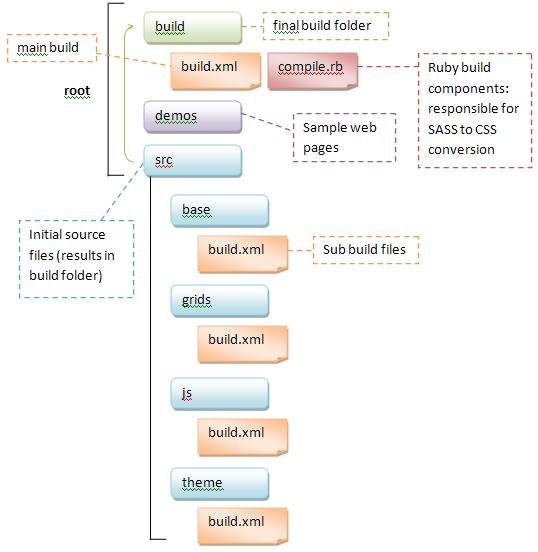 build
final build folder
main build
build.xml
compile.rb
root
Ruby build
components:
responsible for
SASS to CSS
conversion
demos
Sample web
pages
src
Initial source
files (results in
build folder)
base
build.xml
Sub build files
grids
build.xml
js
build.xml
theme
build.xml